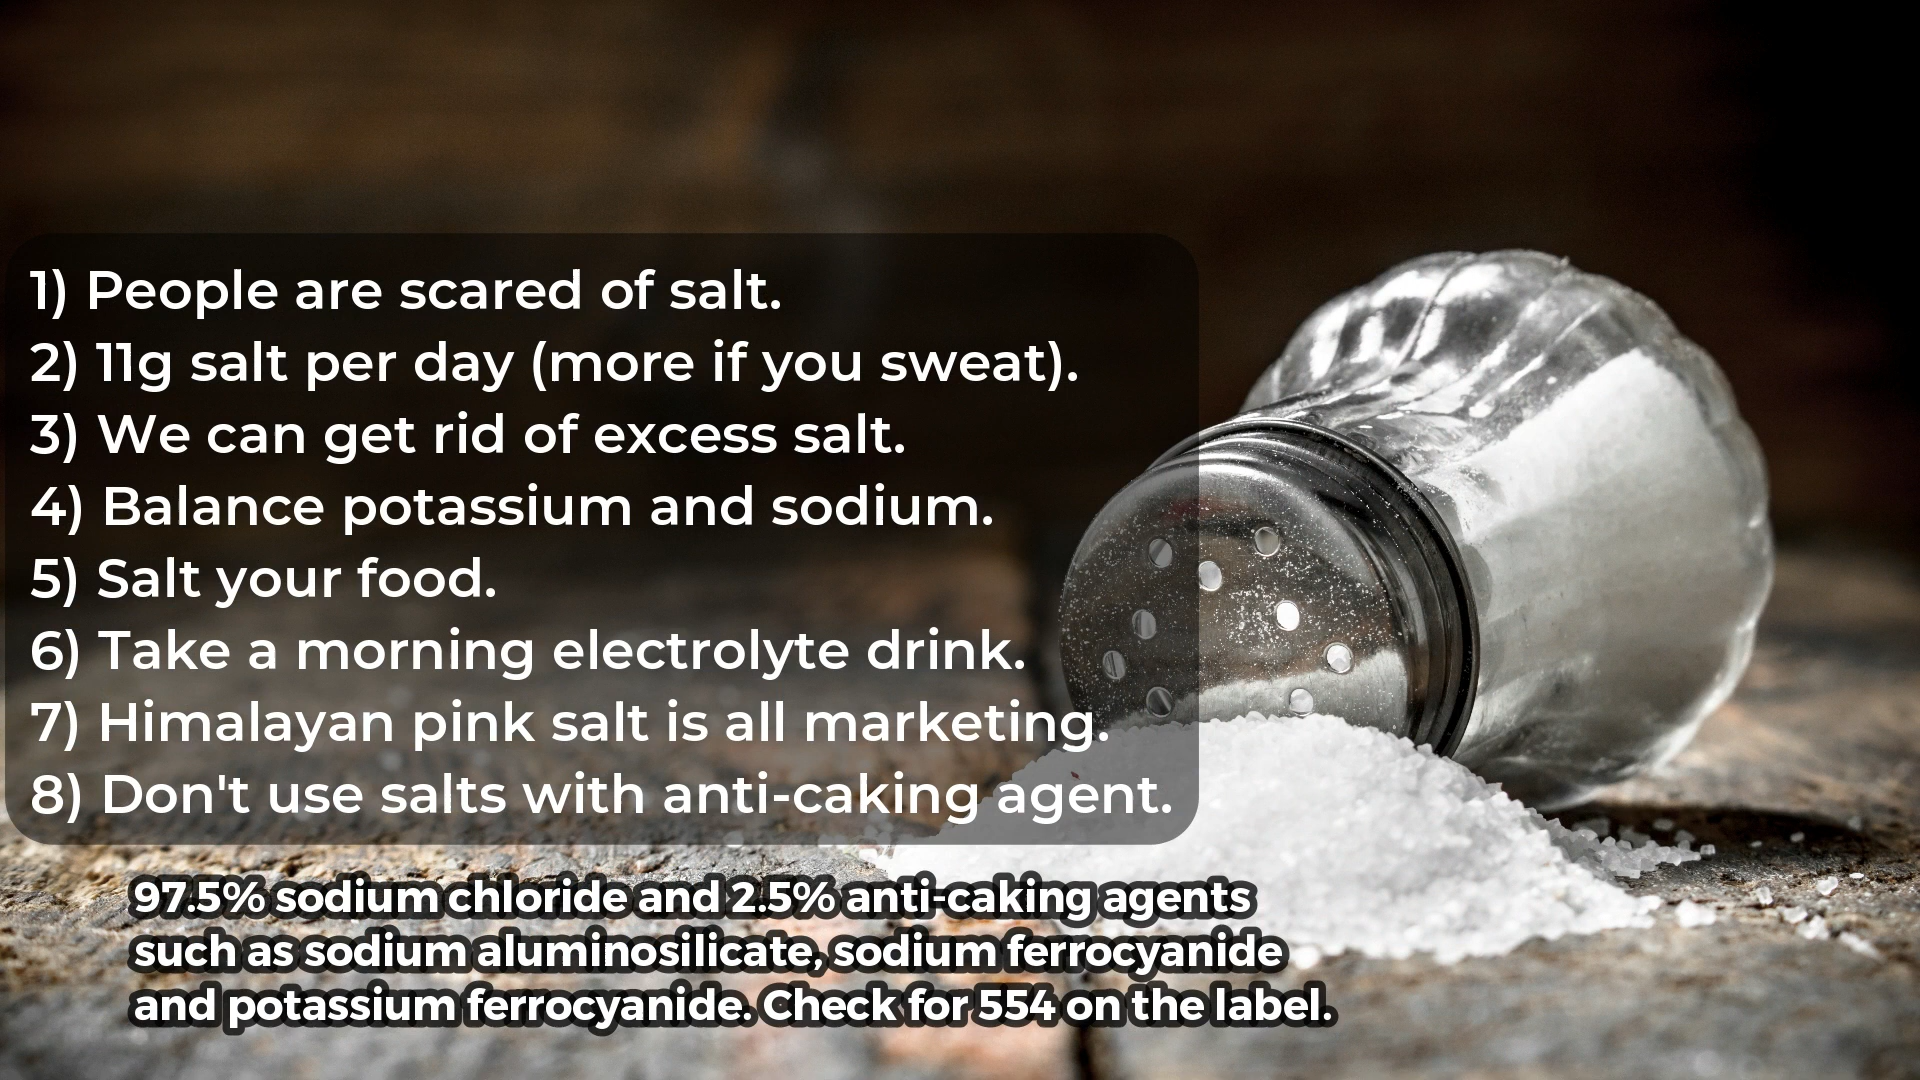 1) People are scared of salt.
2) 11g salt per day (more if you sweat).
3) We can get rid of excess salt.
4) Balance potassium and sodium.
5) Salt your food.
6) Take a morning electrolyte drink.
7) Himalayan pink salt is all marketing.
8) Don't use salts with anti-caking agent.
97.5% sodium chloride and 2.5% anti-caking agents
such as sodium aluminosilicate, sodium ferrocyanide
and potassium ferrocyanide. Check for 554 on the label.